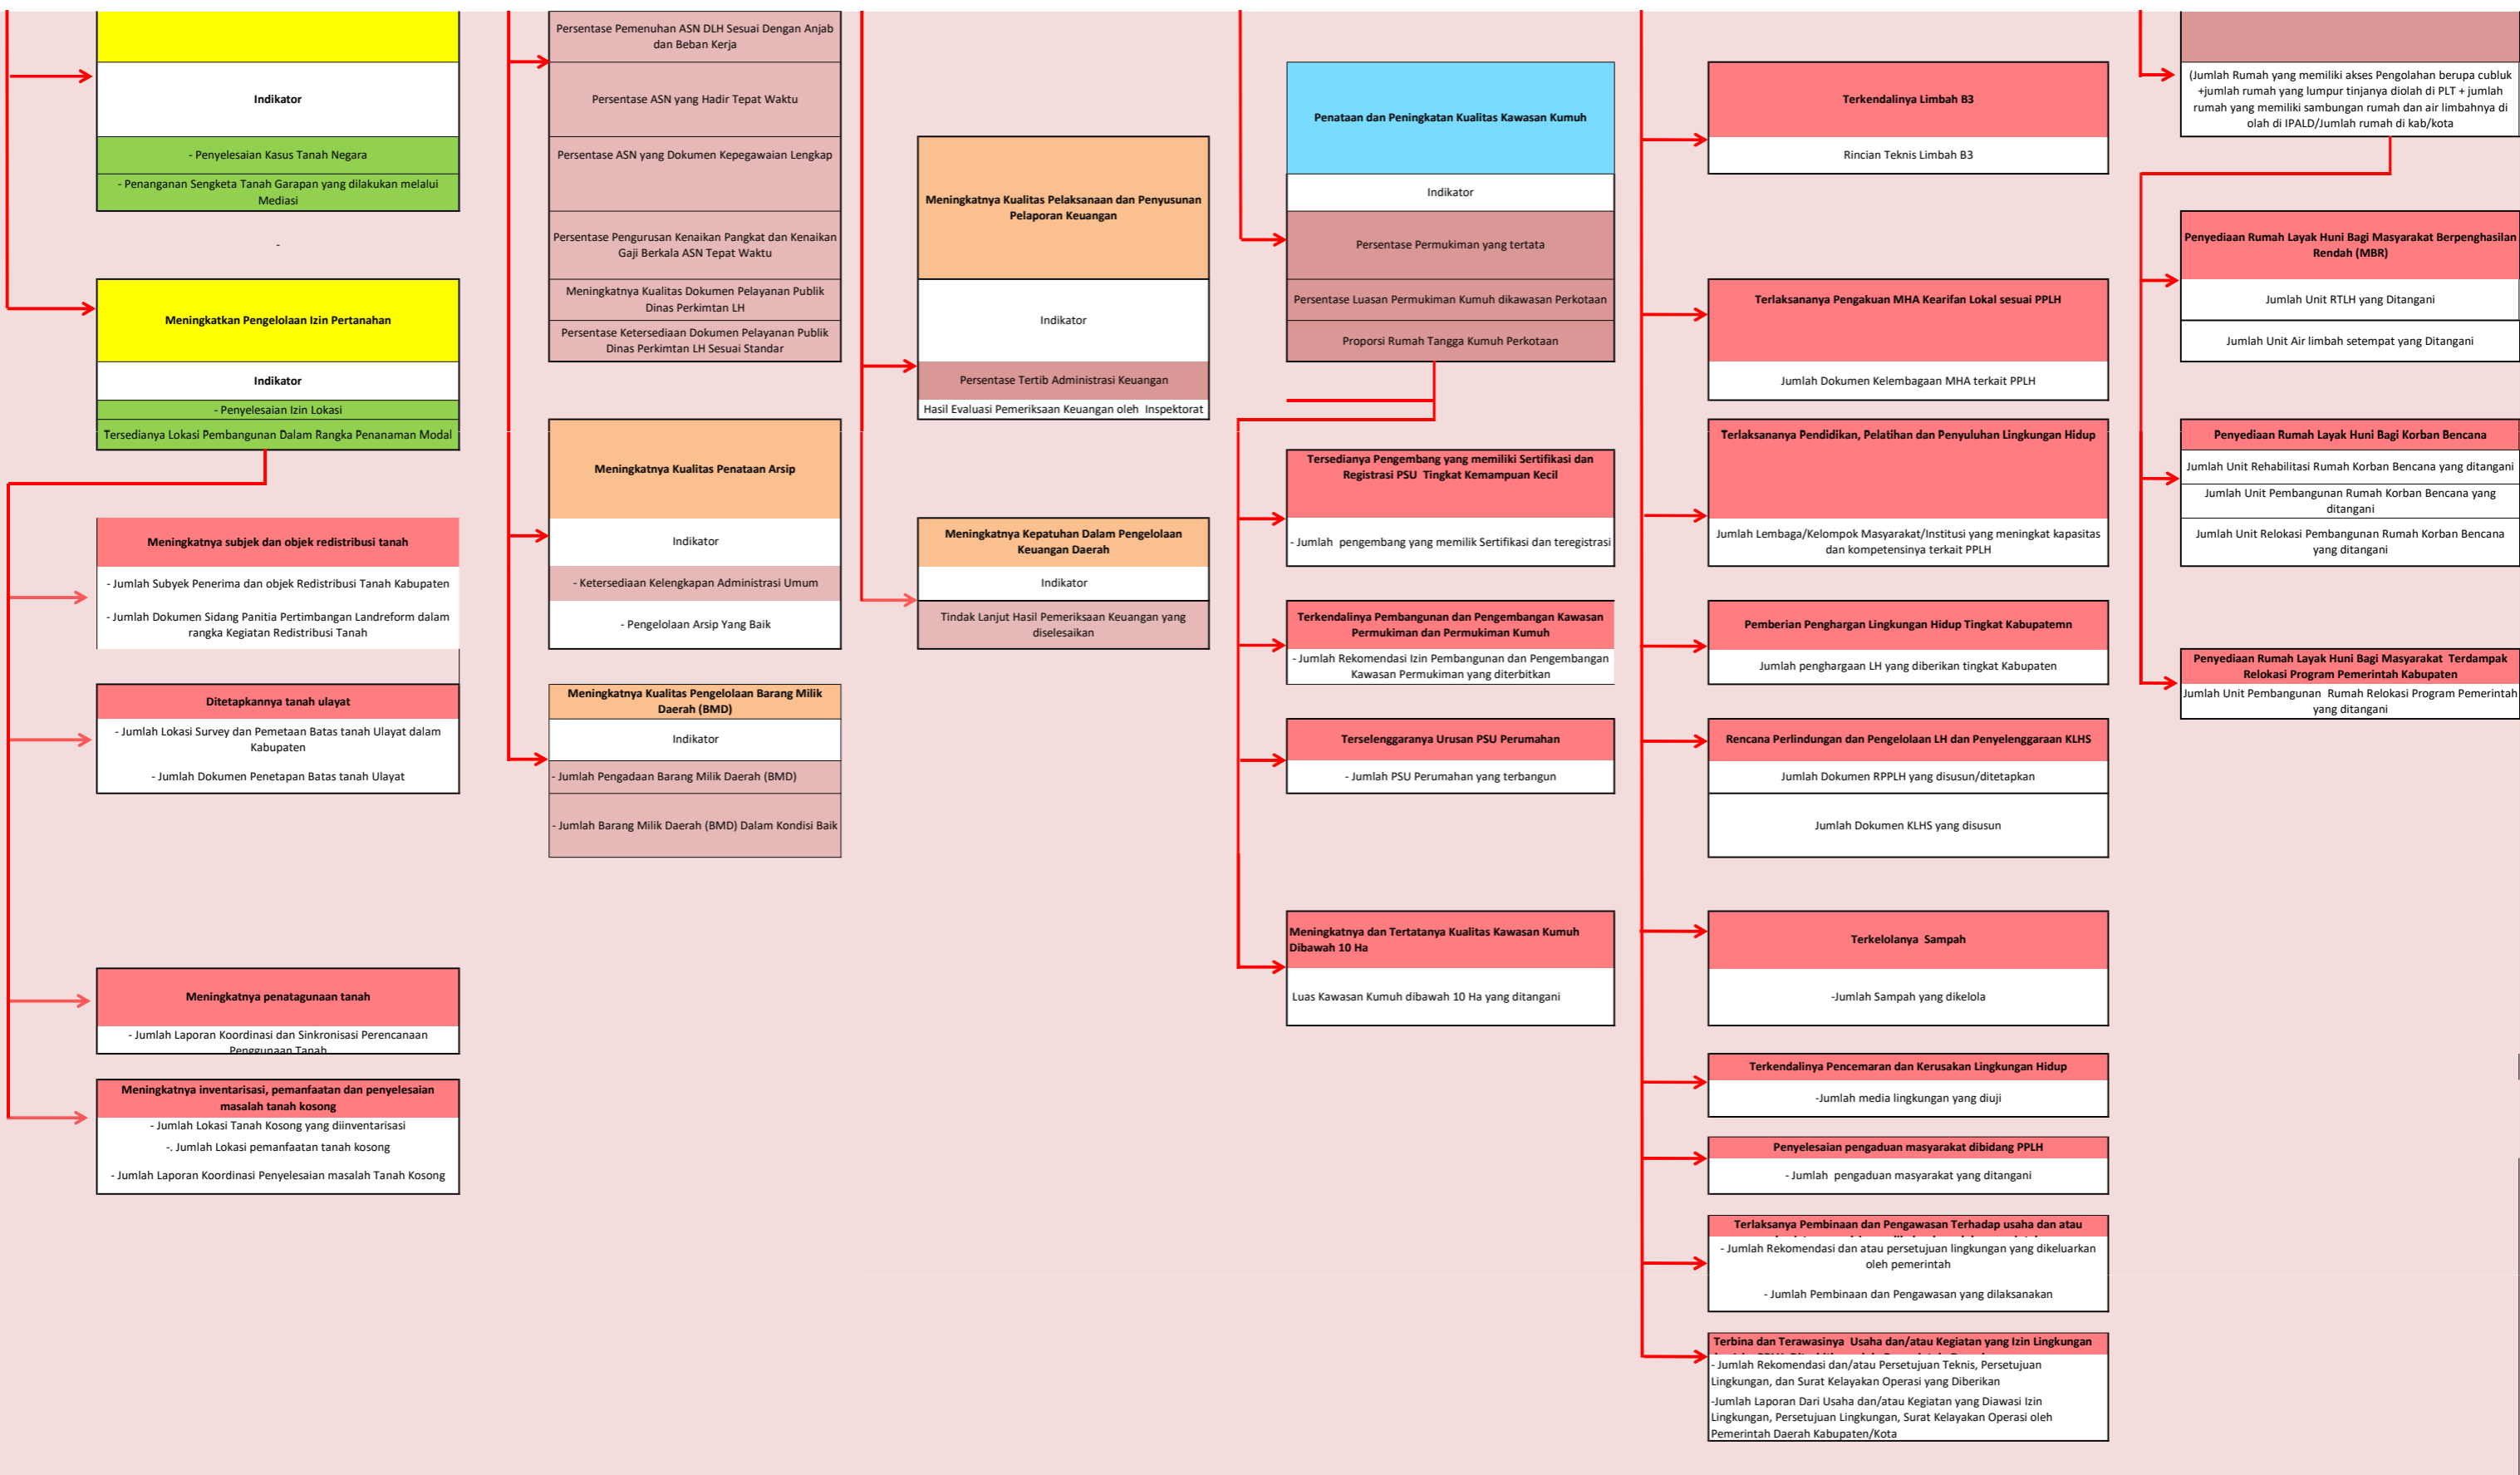 Indikator
- Penyelesaian Kasus Tanah Negara
- Penanganan Sengketa Tanah Garapan yang dilakukan melalui
Mediasi
-
Meningkatkan Pengelolaan Izin Pertanahan
Indikator
- Penyelesaian Izin Lokasi
Tersedianya Lokasi Pembangunan Dalam Rangka Penanaman Modal
Meningkatnya subjek dan objek redistribusi tanah
- Jumlah Subyek Penerima dan objek Redistribusi Tanah Kabupaten
- Jumlah Dokumen Sidang Panitia Pertimbangan Landreform dalam
rangka Kegiatan Redistribusi Tanah
Ditetapkannya tanah ulayat
- Jumlah Lokasi Survey dan Pemetaan Batas tanah Ulayat dalam
Kabupaten
- Jumlah Dokumen Penetapan Batas tanah Ulayat
Meningkatnya penatagunaan tanah
- Jumlah Laporan Koordinasi dan Sinkronisasi Perencanaan
Penggunaan Tanah
Meningkatnya inventarisasi, pemanfaatan dan penyelesaian
masalah tanah kosong
- Jumlah Lokasi Tanah Kosong yang diinventarisasi
-. Jumlah Lokasi pemanfaatan tanah kosong
- Jumlah Laporan Koordinasi Penyelesaian masalah Tanah Kosong
Persentase Pemenuhan ASN DLH Sesuai Dengan Anjab
dan Beban Kerja
Persentase ASN yang Hadir Tepat Waktu
Persentase ASN yang Dokumen Kepegawaian Lengkap
Persentase Pengurusan Kenaikan Pangkat dan Kenaikan
Gaji Berkala ASN Tepat Waktu
Meningkatnya Kualitas Dokumen Pelayanan Publik
Dinas Perkimtan LH
Persentase Ketersediaan Dokumen Pelayanan Publik
Dinas Perkimtan LH Sesuai Standar
Meningkatnya Kualitas Penataan Arsip
Indikator
- Ketersediaan Kelengkapan Administrasi Umum
- Pengelolaan Arsip Yang Baik
Meningkatnya Kualitas Pengelolaan Barang Milik
Daerah (BMD)
Indikator
- Jumlah Pengadaan Barang Milik Daerah (BMD)
- Jumlah Barang Milik Daerah (BMD) Dalam Kondisi Baik
Meningkatnya Kualitas Pelaksanaan dan Penyusunan
Pelaporan Keuangan
Indikator
Persentase Tertib Administrasi Keuangan
Hasil Evaluasi Pemeriksaan Keuangan oleh  Inspektorat
Meningkatnya Kepatuhan Dalam Pengelolaan
Keuangan Daerah
Indikator
Tindak Lanjut Hasil Pemeriksaan Keuangan yang
diselesaikan
Penataan dan Peningkatan Kualitas Kawasan Kumuh
Indikator
Persentase Permukiman yang tertata
Persentase Luasan Permukiman Kumuh dikawasan Perkotaan
Proporsi Rumah Tangga Kumuh Perkotaan
Tersedianya Pengembang yang memiliki Sertifikasi dan
Registrasi PSU  Tingkat Kemampuan Kecil
- Jumlah  pengembang yang memilik Sertifikasi dan teregistrasi
Terkendalinya Pembangunan dan Pengembangan Kawasan
Permukiman dan Permukiman Kumuh
- Jumlah Rekomendasi Izin Pembangunan dan Pengembangan
Kawasan Permukiman yang diterbitkan
Terselenggaranya Urusan PSU Perumahan
- Jumlah PSU Perumahan yang terbangun
Meningkatnya dan Tertatanya Kualitas Kawasan Kumuh
Dibawah 10 Ha
Luas Kawasan Kumuh dibawah 10 Ha yang ditangani
Terkendalinya Limbah B3
Rincian Teknis Limbah B3
Terlaksananya Pengakuan MHA Kearifan Lokal sesuai PPLH
Jumlah Dokumen Kelembagaan MHA terkait PPLH
Terlaksananya Pendidikan, Pelatihan dan Penyuluhan Lingkungan Hidup
Jumlah Lembaga/Kelompok Masyarakat/Institusi yang meningkat kapasitas
dan kompetensinya terkait PPLH
Pemberian Penghargan Lingkungan Hidup Tingkat Kabupatemn
Jumlah penghargaan LH yang diberikan tingkat Kabupaten
Rencana Perlindungan dan Pengelolaan LH dan Penyelenggaraan KLHS
Jumlah Dokumen RPPLH yang disusun/ditetapkan
Jumlah Dokumen KLHS yang disusun
Terkelolanya  Sampah
-Jumlah Sampah yang dikelola
Terkendalinya Pencemaran dan Kerusakan Lingkungan Hidup
-Jumlah media lingkungan yang diuji
Penyelesaian pengaduan masyarakat dibidang PPLH
- Jumlah  pengaduan masyarakat yang ditangani
Terlaksanya Pembinaan dan Pengawasan Terhadap usaha dan atau
- Jumlah Rekomendasi dan atau persetujuan lingkungan yang dikeluarkan
oleh pemerintah
- Jumlah Pembinaan dan Pengawasan yang dilaksanakan
Terbina dan Terawasinya  Usaha dan/atau Kegiatan yang Izin Lingkungan
- Jumlah Rekomendasi dan/atau Persetujuan Teknis, Persetujuan
Lingkungan, dan Surat Kelayakan Operasi yang Diberikan
-Jumlah Laporan Dari Usaha dan/atau Kegiatan yang Diawasi Izin
Lingkungan, Persetujuan Lingkungan, Surat Kelayakan Operasi oleh
Pemerintah Daerah Kabupaten/Kota
(Jumlah Rumah yang memiliki akses Pengolahan berupa cubluk
+jumlah rumah yang lumpur tinjanya diolah di PLT + jumlah
rumah yang memiliki sambungan rumah dan air limbahnya di
olah di IPALD/Jumlah rumah di kab/kota
Penyediaan Rumah Layak Huni Bagi Masyarakat Berpenghasilan
Rendah (MBR)
Jumlah Unit RTLH yang Ditangani
Jumlah Unit Air limbah setempat yang Ditangani
Penyediaan Rumah Layak Huni Bagi Korban Bencana
Jumlah Unit Rehabilitasi Rumah Korban Bencana yang ditangani
Jumlah Unit Pembangunan Rumah Korban Bencana yang
ditangani
Jumlah Unit Relokasi Pembangunan Rumah Korban Bencana
yang ditangani
Penyediaan Rumah Layak Huni Bagi Masyarakat  Terdampak
Relokasi Program Pemerintah Kabupaten
Jumlah Unit Pembangunan  Rumah Relokasi Program Pemerintah
yang ditangani